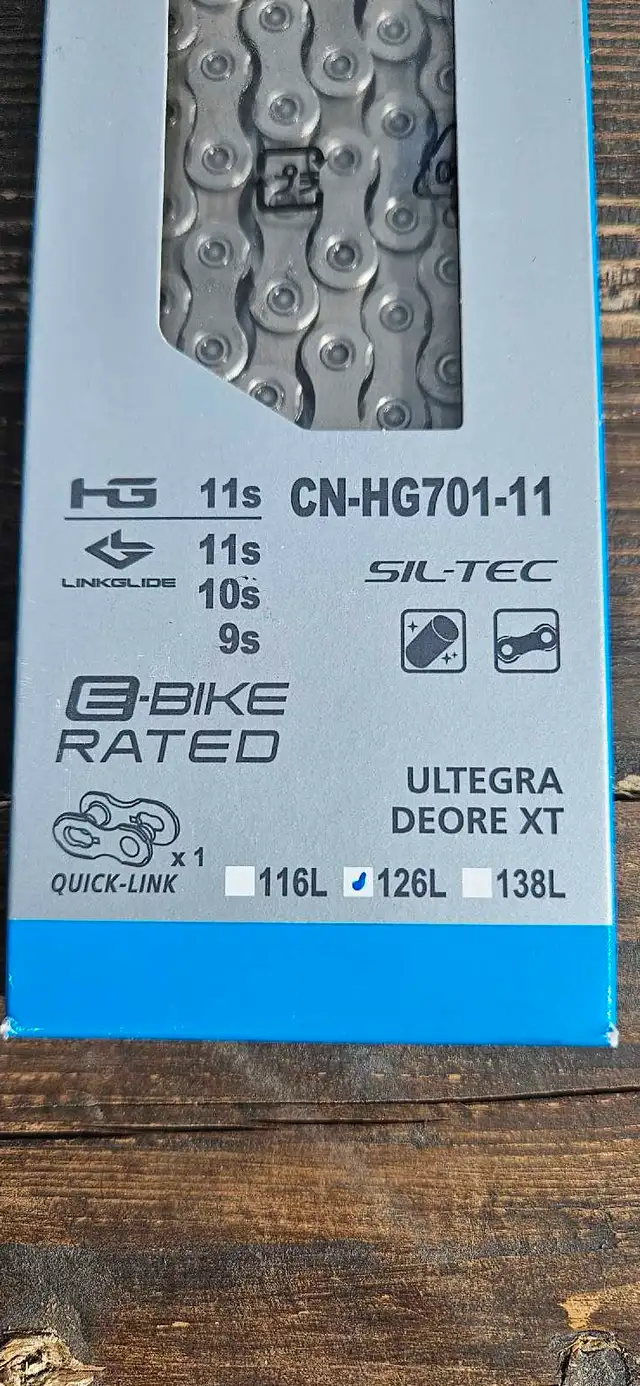 HG 11s CN-HG701-11
LINKGLIDE 11s
10s
9s
SIL-TEC
E-BIKE
RATED
ULTEGRA
DEORE XT
x 1
QUICK-LINK 116L 126L 138L